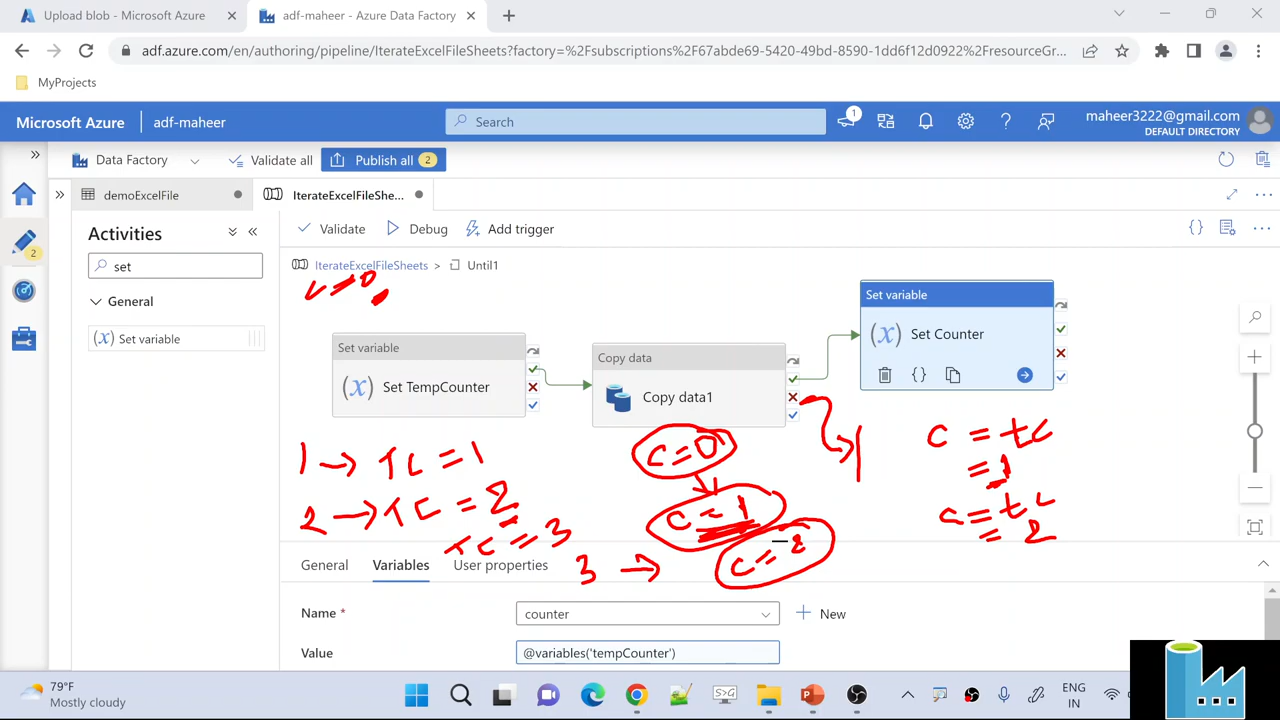 Upload blob - Microsoft Azure
adf-maheer - Azure Data Factory
adf.azure.com/en/authoring/pipeline/IterateExcelFileSheets?factory=%2Fsubscriptions%2F67abde69-5420-49bd-8590-1dd6f12d0922%2FresourceGr...
MyProjects
Microsoft Azure
adf-maheer
Search
1
maheer3222@gmail.com
DEFAULT DIRECTORY
Data Factory
Validate all
Publish all 2
demoExcelFile
IterateExcelFileShe...
Activities
set
General
Set variable
2
Validate
Debug
Add trigger
IterateExcelFileSheets > Until1
Set variable
Set TempCounter
Copy data
Copy data1
Set variable
Set Counter
1 → TC = 1
2 → TC = 2
TC = 3
3 →
C = 0
C = 1
C = 2
C = tC
= 1
C = tC
= 2
General
Variables
User properties
Name *
counter
New
Value
@variables('tempCounter')
79°F
Mostly cloudy
ENG
IN